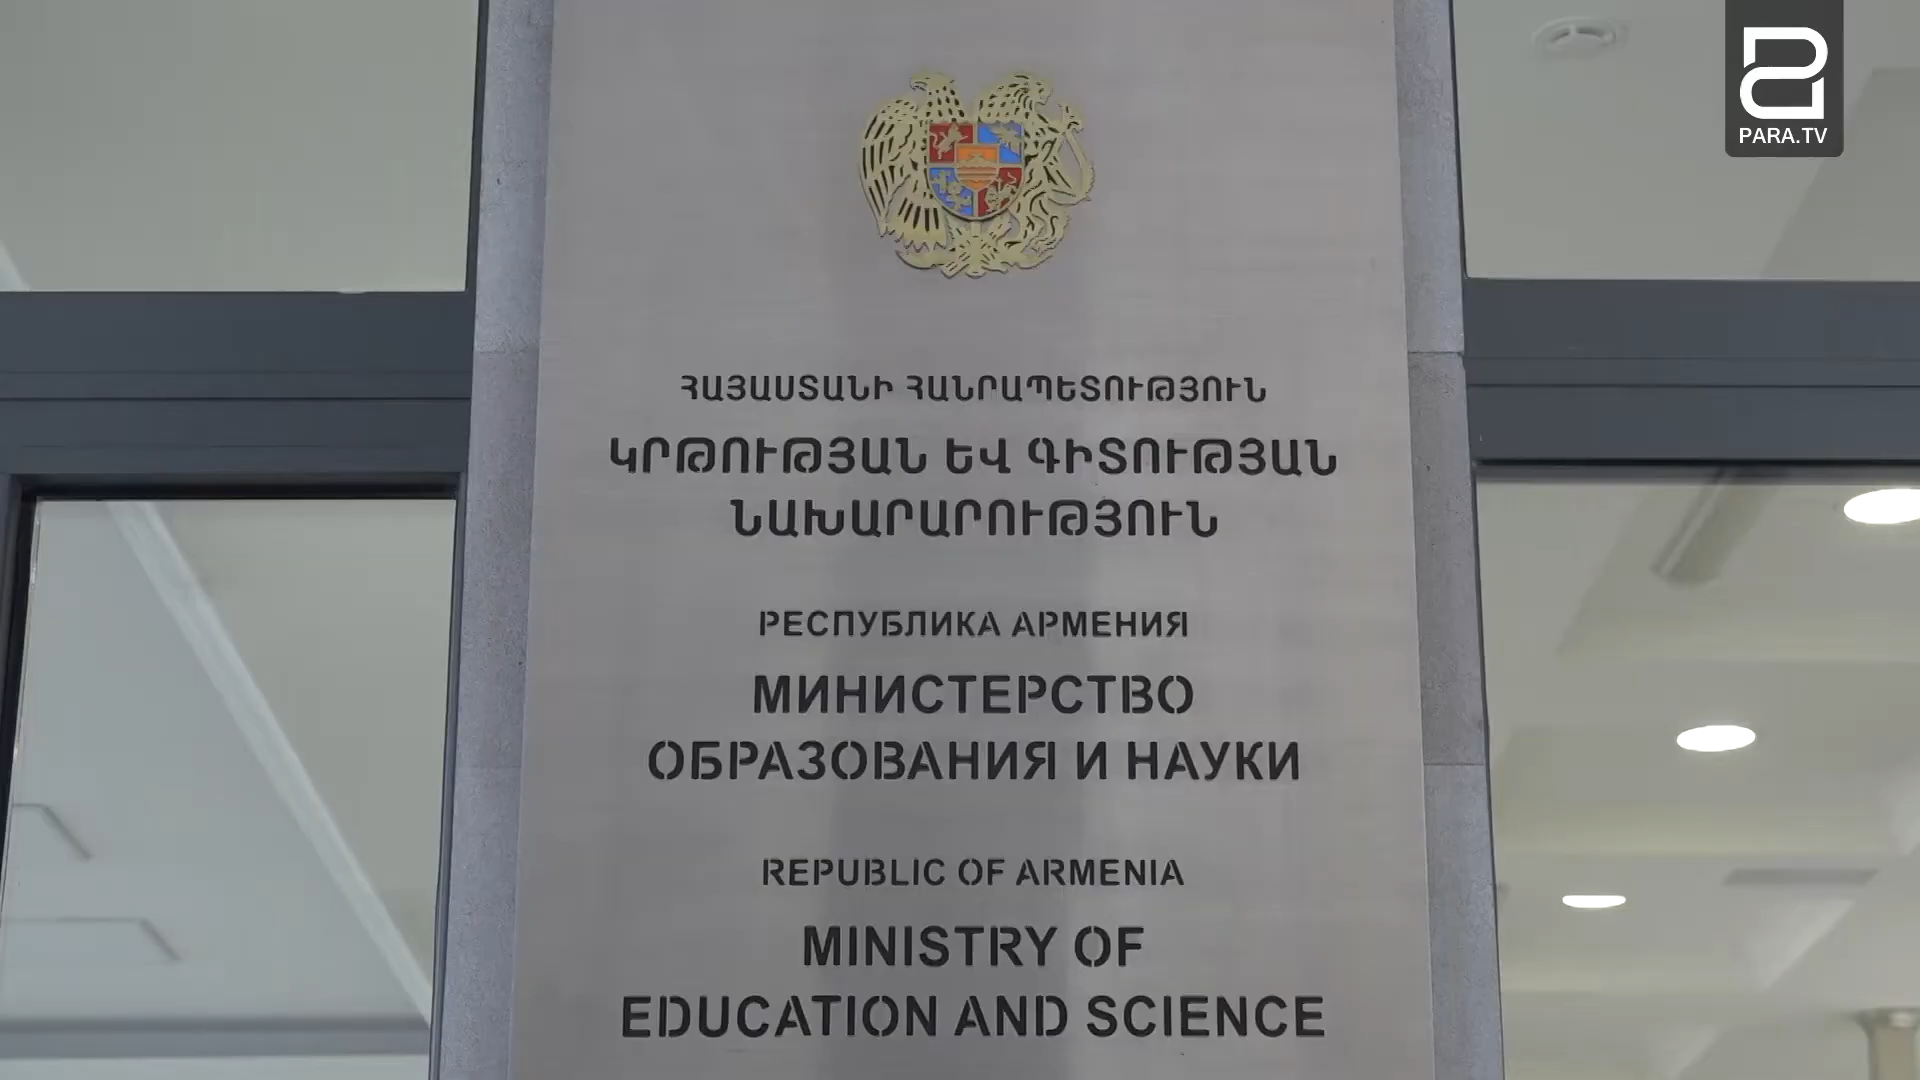 PARA.TV
ՀԱՅԱՍՏԱՆԻ ՀԱՆՐԱՊԵՏՈՒԹՅՈՒՆ
ԿՐԹՈՒԹՅԱՆ ԵՎ ԳԻՏՈՒԹՅԱՆ
ՆԱԽԱՐԱՐՈՒԹՅՈՒՆ
РЕСПУБЛИКА АРМЕНИЯ
МИНИСТЕРСТВО
ОБРАЗОВАНИЯ И НАУКИ
REPUBLIC OF ARMENIA
MINISTRY OF
EDUCATION AND SCIENCE